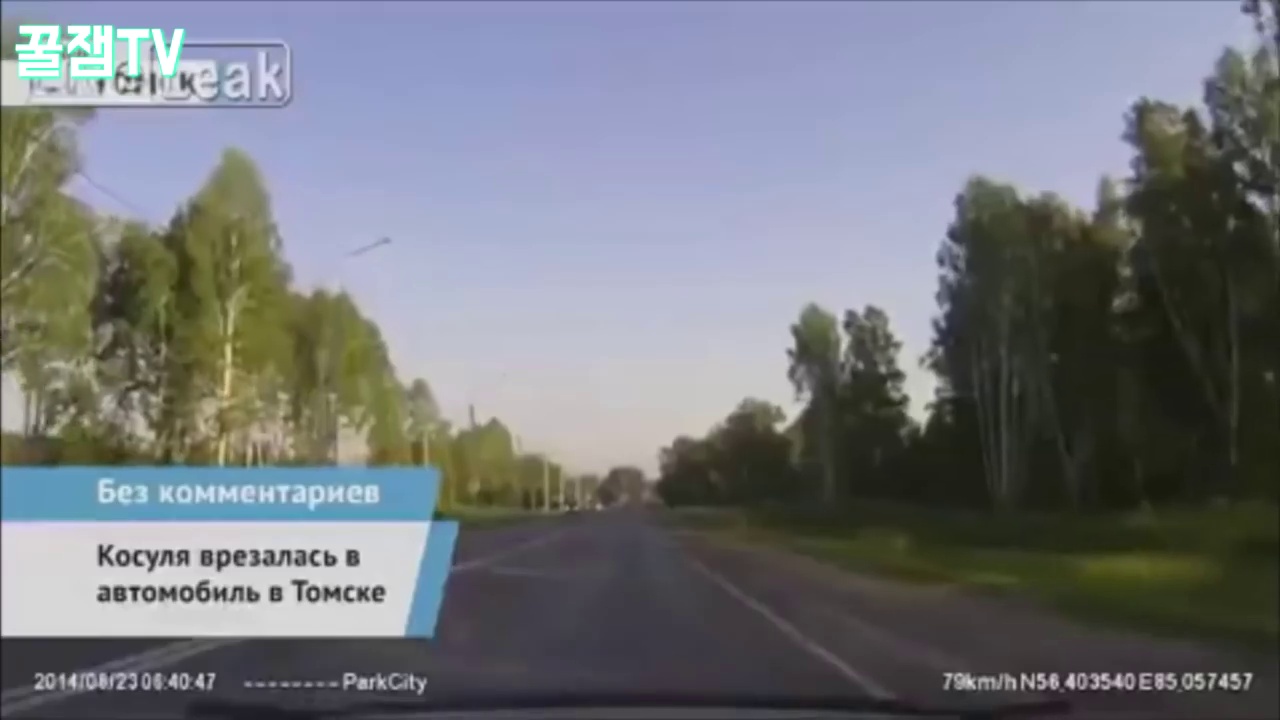 꿀잼TV
Leak
Без комментариев
Косуля врезалась в
автомобиль в Томске
2014/08/23 06:40:47 --------ParkCity
79km/h N56.403540 E85.057457